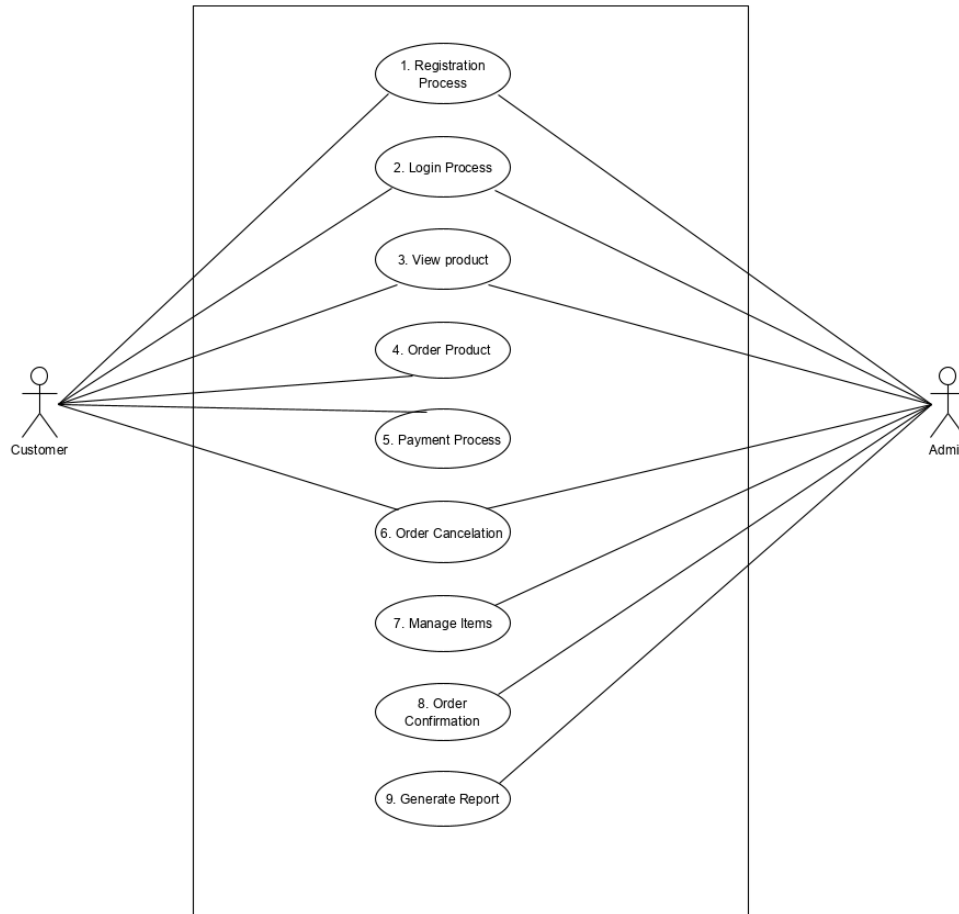 1. Registration
Process
2. Login Process
3. View product
4. Order Product
Customer
5. Payment Process
Admi
6. Order Cancelation
7. Manage Items
8. Order
Confirmation
9. Generate Report